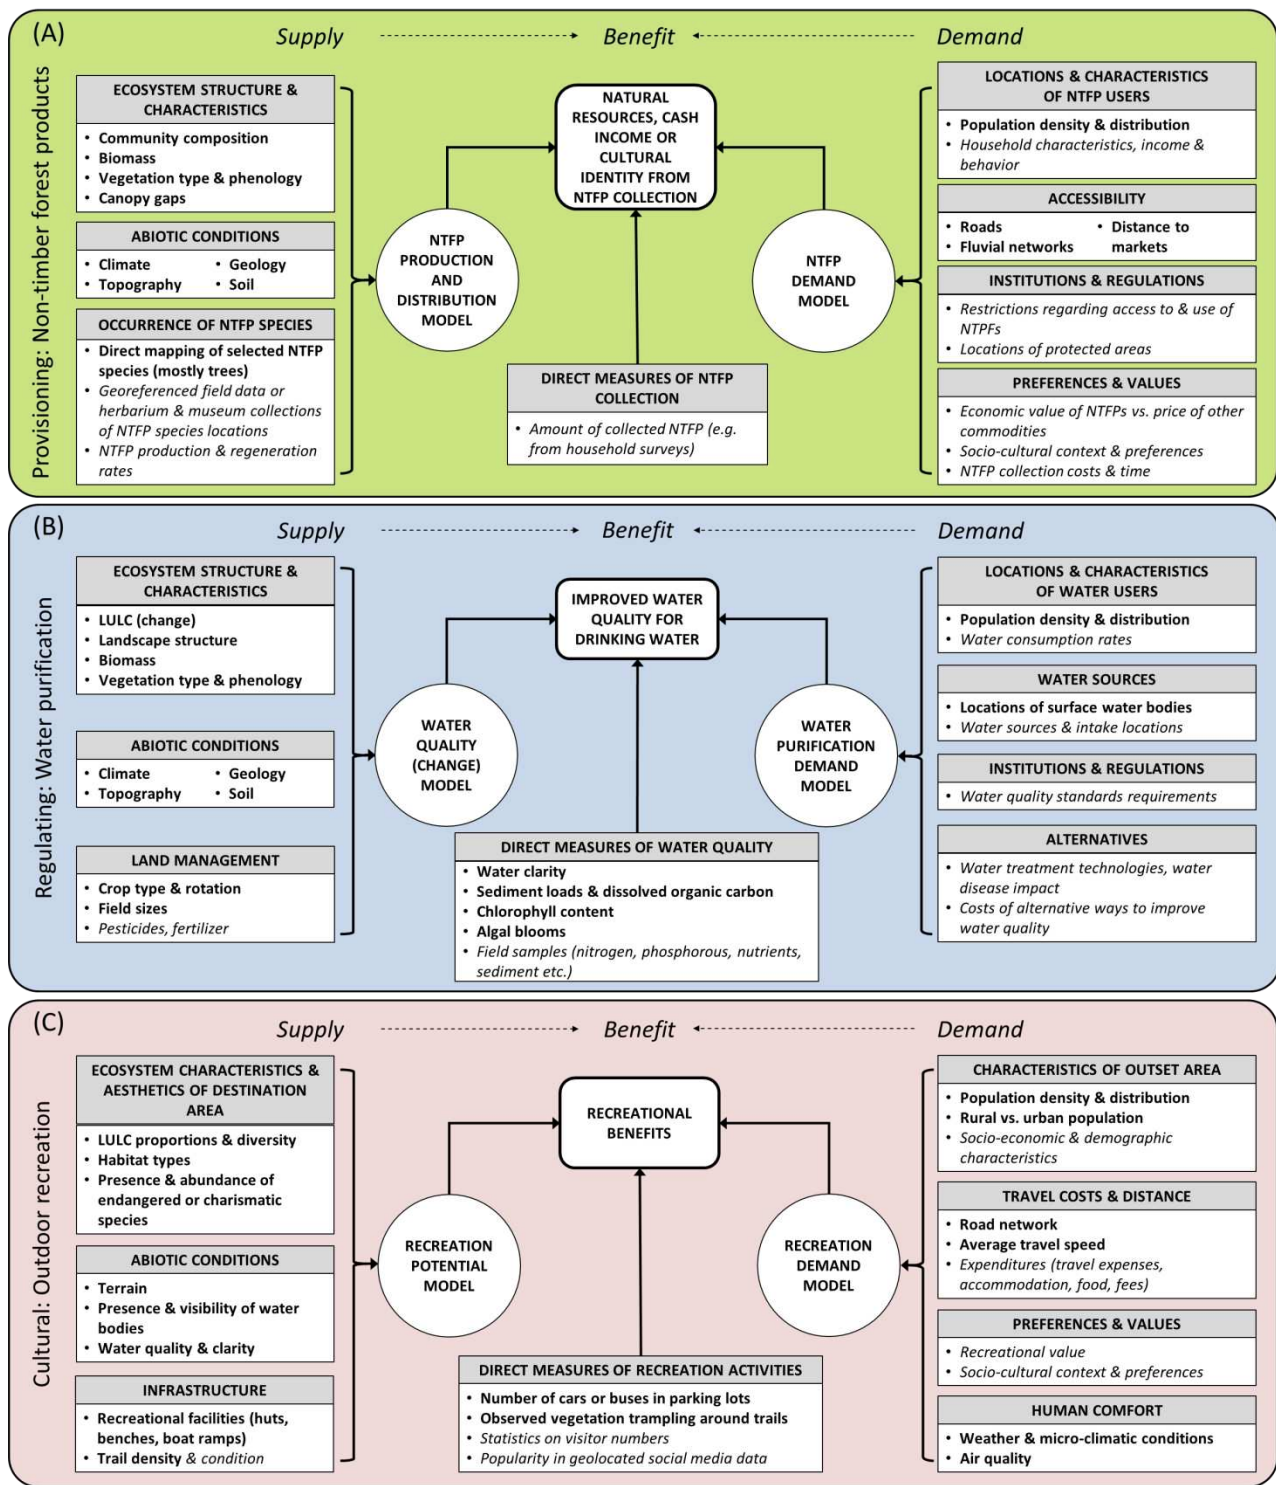 (A)
Supply
Benefit
Demand
Provisioning: Non-timber forest products
ECOSYSTEM STRUCTURE &
CHARACTERISTICS
• Community composition
• Biomass
• Vegetation type & phenology
• Canopy gaps
ABIOTIC CONDITIONS
• Climate
• Topography
• Geology
• Soil
OCCURRENCE OF NTFP SPECIES
• Direct mapping of selected NTFP
species (mostly trees)
• Georeferenced field data or
herbarium & museum collections
of NTFP species locations
• NTFP production & regeneration
rates
NTFP
PRODUCTION
AND
DISTRIBUTION
MODEL
NATURAL
RESOURCES, CASH
INCOME OR
CULTURAL
IDENTITY FROM
NTFP COLLECTION
DIRECT MEASURES OF NTFP
COLLECTION
• Amount of collected NTFP (e.g.
from household surveys)
NTFP
DEMAND
MODEL
LOCATIONS & CHARACTERISTICS
OF NTFP USERS
• Population density & distribution
• Household characteristics, income &
behavior
ACCESSIBILITY
• Roads
• Fluvial networks
• Distance to
markets
INSTITUTIONS & REGULATIONS
• Restrictions regarding access to & use of
NTPFs
• Locations of protected areas
PREFERENCES & VALUES
• Economic value of NTFPs vs. price of other
commodities
• Socio-cultural context & preferences
• NTFP collection costs & time
(B)
Supply
Benefit
Demand
Regulating: Water purification
ECOSYSTEM STRUCTURE &
CHARACTERISTICS
• LULC (change)
• Landscape structure
• Biomass
• Vegetation type & phenology
ABIOTIC CONDITIONS
• Climate
• Topography
• Geology
• Soil
LAND MANAGEMENT
• Crop type & rotation
• Field sizes
• Pesticides, fertilizer
WATER
QUALITY
(CHANGE)
MODEL
IMPROVED WATER
QUALITY FOR
DRINKING WATER
DIRECT MEASURES OF WATER QUALITY
• Water clarity
• Sediment loads & dissolved organic carbon
• Chlorophyll content
• Algal blooms
• Field samples (nitrogen, phosphorous, nutrients,
sediment etc.)
WATER
PURIFICATION
DEMAND
MODEL
LOCATIONS & CHARACTERISTICS
OF WATER USERS
• Population density & distribution
• Water consumption rates
WATER SOURCES
• Locations of surface water bodies
• Water sources & intake locations
INSTITUTIONS & REGULATIONS
• Water quality standards requirements
ALTERNATIVES
• Water treatment technologies, water
disease impact
• Costs of alternative ways to improve
water quality
(C)
Supply
Benefit
Demand
Cultural: Outdoor recreation
ECOSYSTEM CHARACTERISTICS &
AESTHETICS OF DESTINATION
AREA
• LULC proportions & diversity
• Habitat types
• Presence & abundance of
endangered or charismatic
species
ABIOTIC CONDITIONS
• Terrain
• Presence & visibility of water
bodies
• Water quality & clarity
INFRASTRUCTURE
• Recreational facilities (huts,
benches, boat ramps)
• Trail density & condition
RECREATION
POTENTIAL
MODEL
RECREATIONAL
BENEFITS
DIRECT MEASURES OF RECREATION ACTIVITIES
• Number of cars or buses in parking lots
• Observed vegetation trampling around trails
• Statistics on visitor numbers
• Popularity in geolocated social media data
RECREATION
DEMAND
MODEL
CHARACTERISTICS OF OUTSET AREA
• Population density & distribution
• Rural vs. urban population
• Socio-economic & demographic
characteristics
TRAVEL COSTS & DISTANCE
• Road network
• Average travel speed
• Expenditures (travel expenses,
accommodation, food, fees)
PREFERENCES & VALUES
• Recreational value
• Socio-cultural context & preferences
HUMAN COMFORT
• Weather & micro-climatic conditions
• Air quality